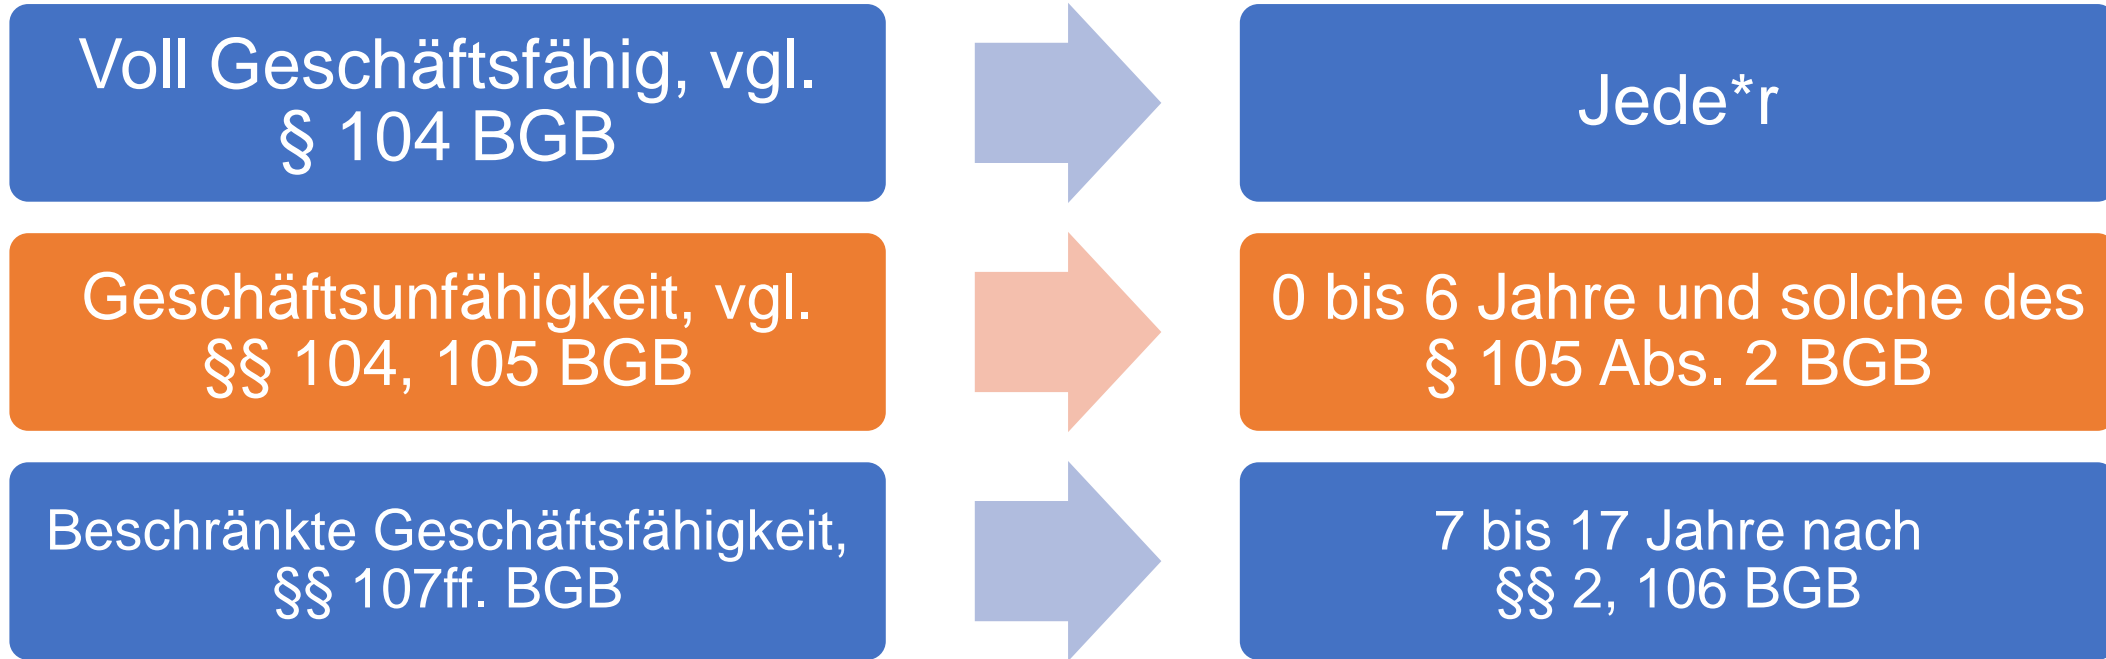 Voll Geschäftsfähig, vgl.
§ 104 BGB
Jede*r
Geschäftsunfähigkeit, vgl.
§§ 104, 105 BGB
0 bis 6 Jahre und solche des
§ 105 Abs. 2 BGB
Beschränkte Geschäftsfähigkeit,
§§ 107ff. BGB
7 bis 17 Jahre nach
§§ 2, 106 BGB